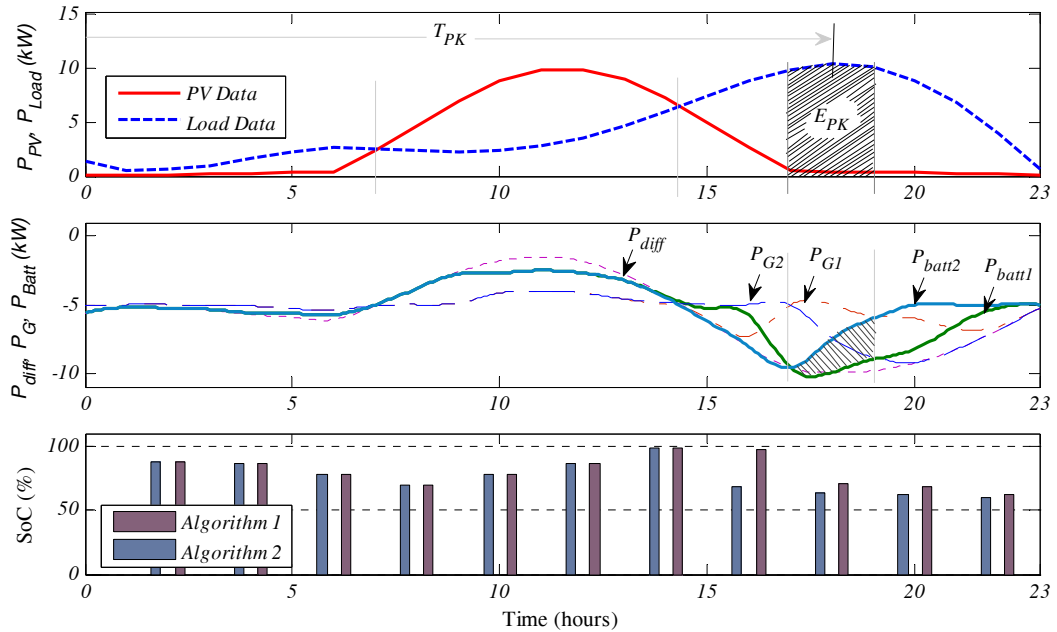 15
10
5
0
P_PV, P_Load (kW)
T_PK
PV Data
Load Data
E_PK
0 5 10 15 20 23
0
-5
-10
P_diff, P_G, P_Batt (kW)
P_diff
P_G2
P_G1
P_batt2
P_batt1
0 5 10 15 20 23
100
50
0
SoC (%)
Algorithm 1
Algorithm 2
0 5 10 15 20 23
Time (hours)